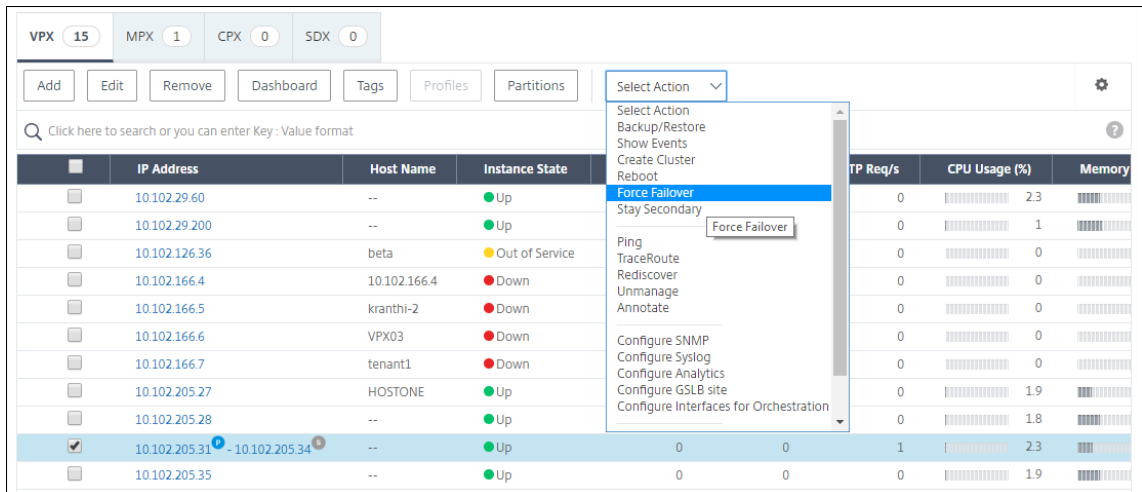 VPX 15 MPX 1 CPX 0 SDX 0
Add Edit Remove Dashboard Tags Profiles Partitions Select Action
Click here to search or you can enter Key : Value format
Select Action
Backup/Restore
Show Events
Create Cluster
Reboot
Force Failover
Stay Secondary
Force Failover
Ping
TraceRoute
Rediscover
Unmanage
Annotate
Configure SNMP
Configure Syslog
Configure Analytics
Configure GSLB site
Configure Interfaces for Orchestration
IP Address Host Name Instance State TP Req/s CPU Usage (%) Memory
10.102.29.60 -- Up 0 2.3
10.102.29.200 -- Up 0 1
10.102.126.36 beta Out of Service 0 0
10.102.166.4 10.102.166.4 Down 0 0
10.102.166.5 kranthi-2 Down 0 0
10.102.166.6 VPX03 Down 0 0
10.102.166.7 tenant1 Down 0 0
10.102.205.27 HOSTONE Up 0 1.9
10.102.205.28 -- Up 0 1.8
10.102.205.31 P - 10.102.205.34 S -- Up 0 0 1 2.3
10.102.205.35 -- Up 0 0 0 1.9